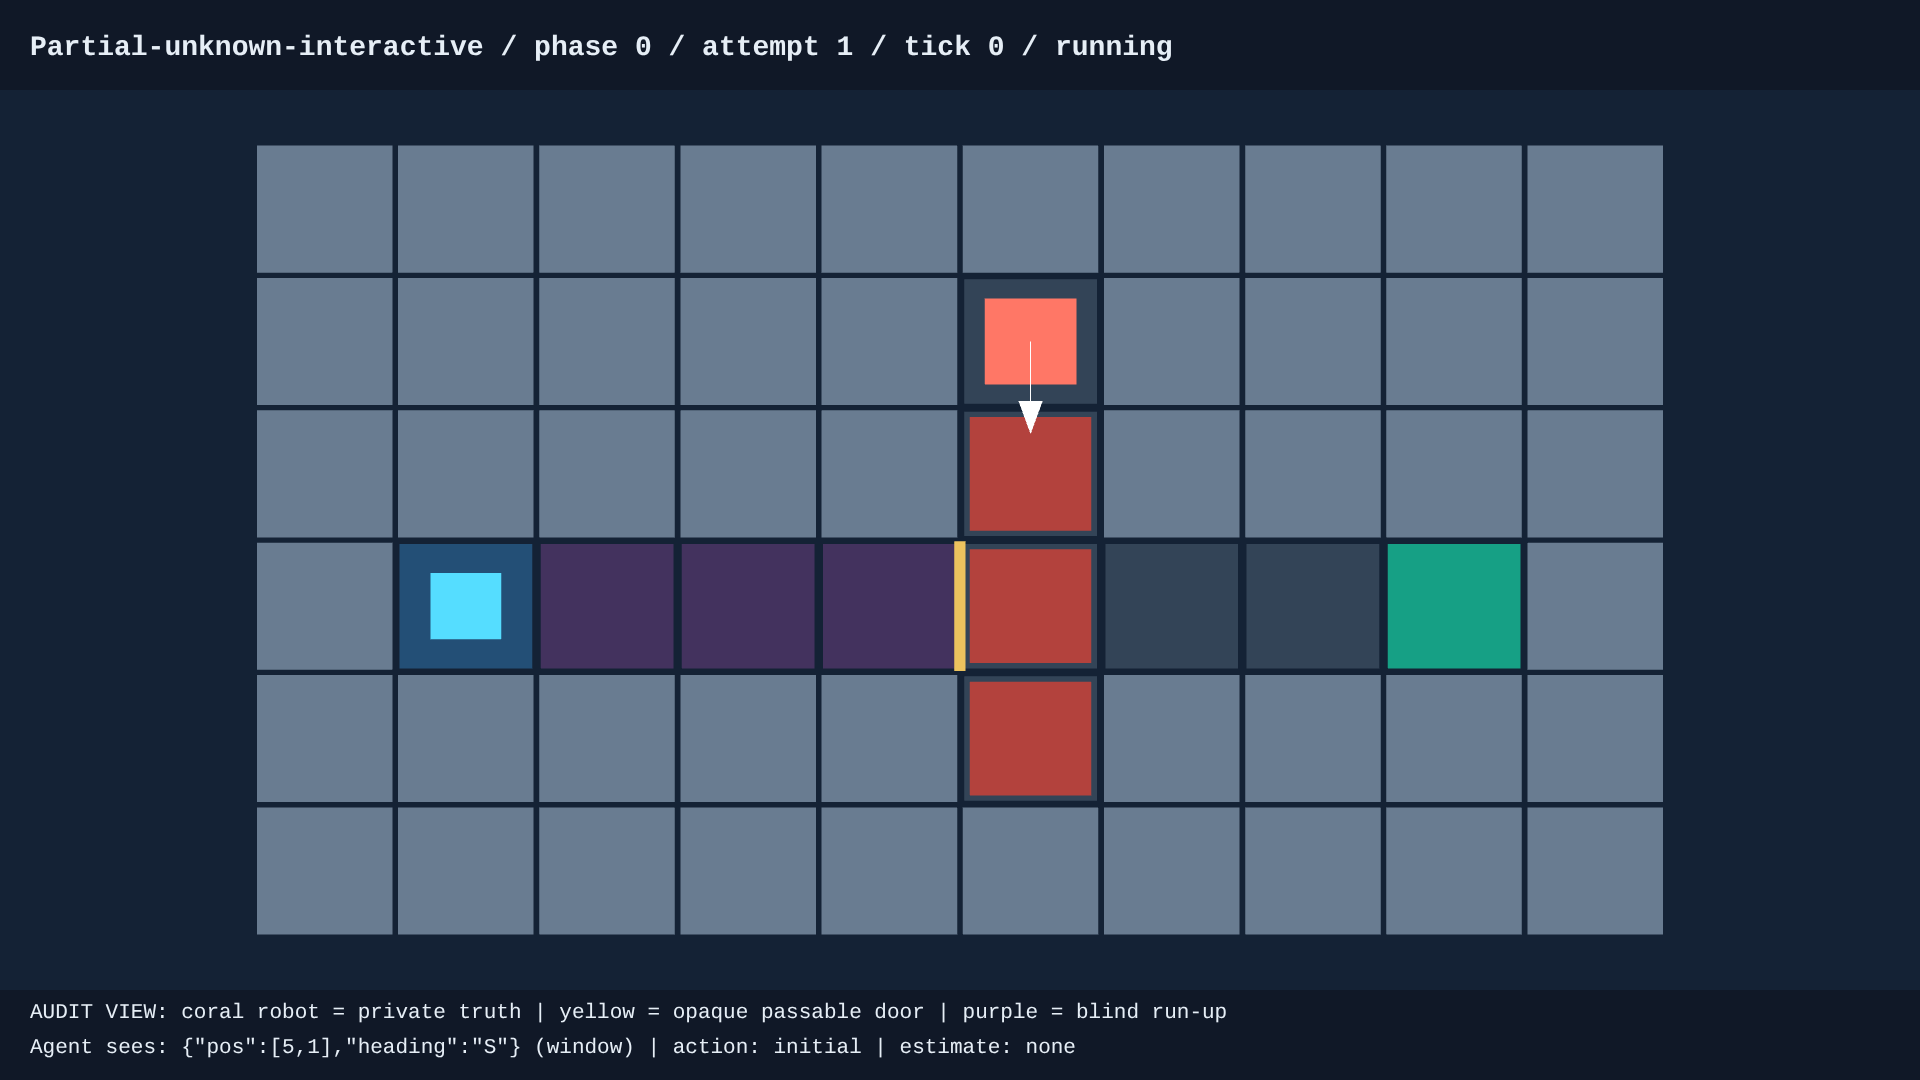 Partial-unknown-interactive / phase 0 / attempt 1 / tick 0 / running
AUDIT VIEW: coral robot = private truth | yellow = opaque passable door | purple = blind run-up
Agent sees: {"pos":[5,1],"heading":"S"} (window) | action: initial | estimate: none